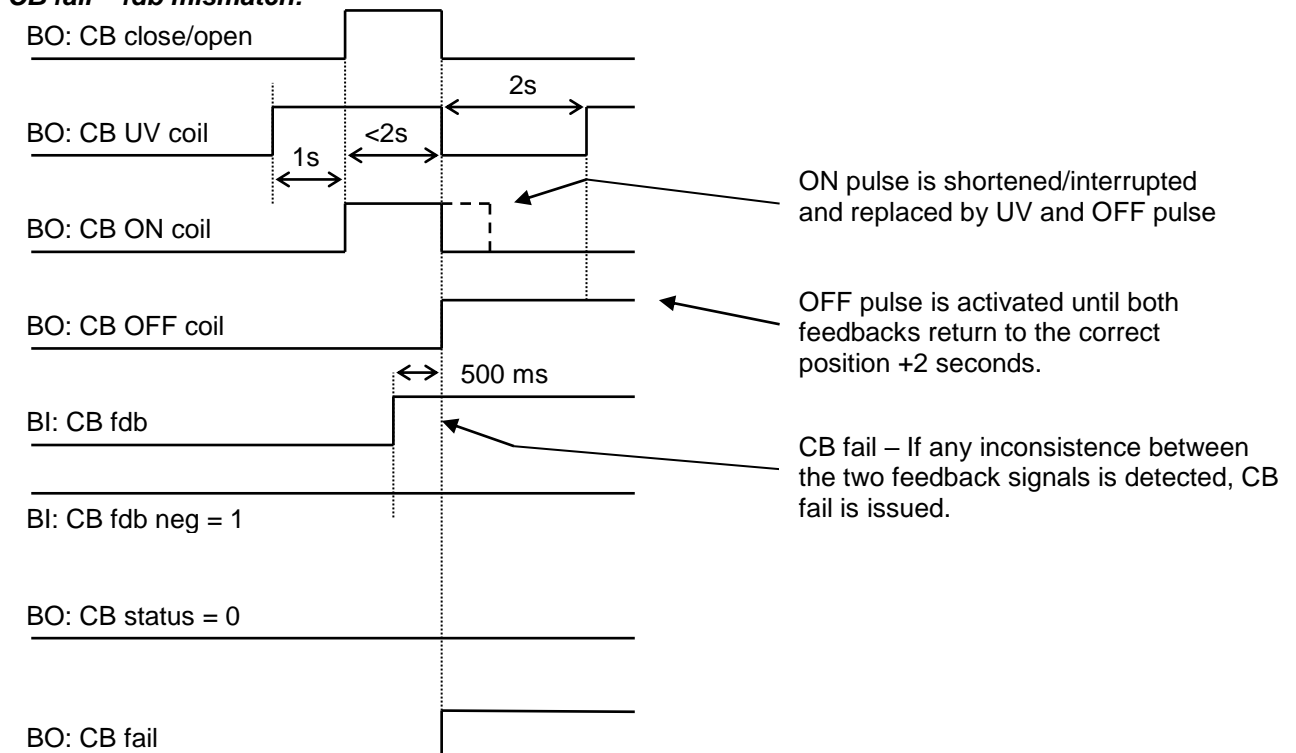 CB fail – fdb mismatch:
BO: CB close/open
2s
BO: CB UV coil
<2s
1s
ON pulse is shortened/interrupted
and replaced by UV and OFF pulse
BO: CB ON coil
OFF pulse is activated until both
feedbacks return to the correct
position +2 seconds.
BO: CB OFF coil
500 ms
BI: CB fdb
CB fail – If any inconsistence between
the two feedback signals is detected, CB
fail is issued.
BI: CB fdb neg = 1
BO: CB status = 0
BO: CB fail